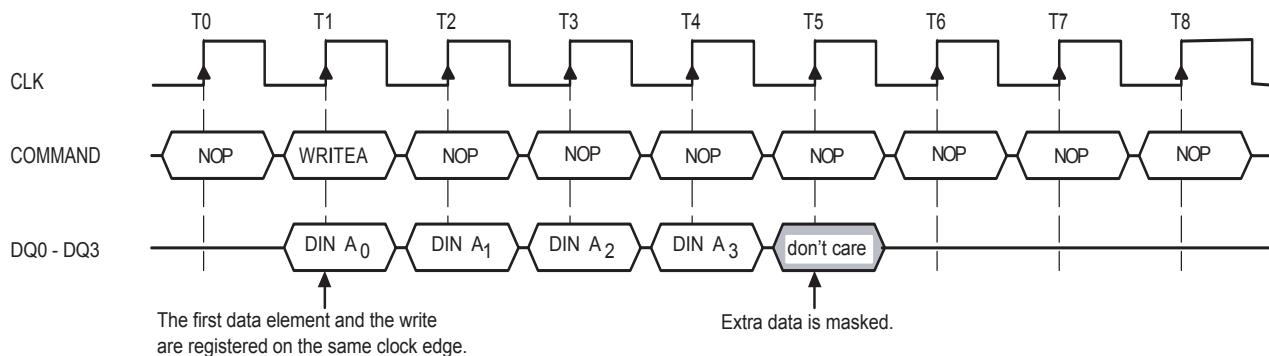 T0 T1 T2 T3 T4 T5 T6 T7 T8
CLK
COMMAND NOP WRITEA NOP NOP NOP NOP NOP NOP NOP
DQ0 - DQ3 DIN A0 DIN A1 DIN A2 DIN A3 don't care
The first data element and the write
are registered on the same clock edge.
Extra data is masked.